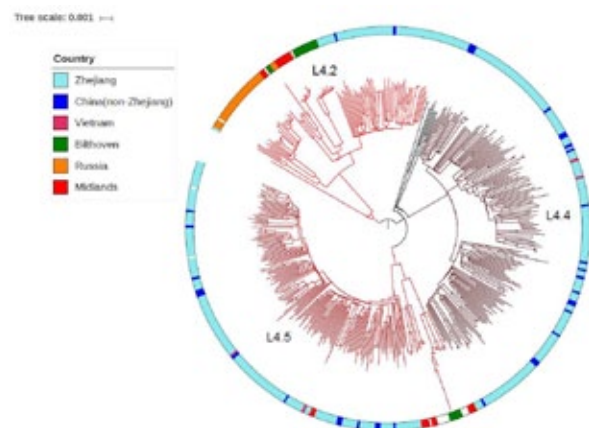 Tree scale: 0.001
Country
Zhejiang
China(non-Zhejiang)
Vietnam
Bilthoven
Russia
Midlands
L4.2
L4.4
L4.5